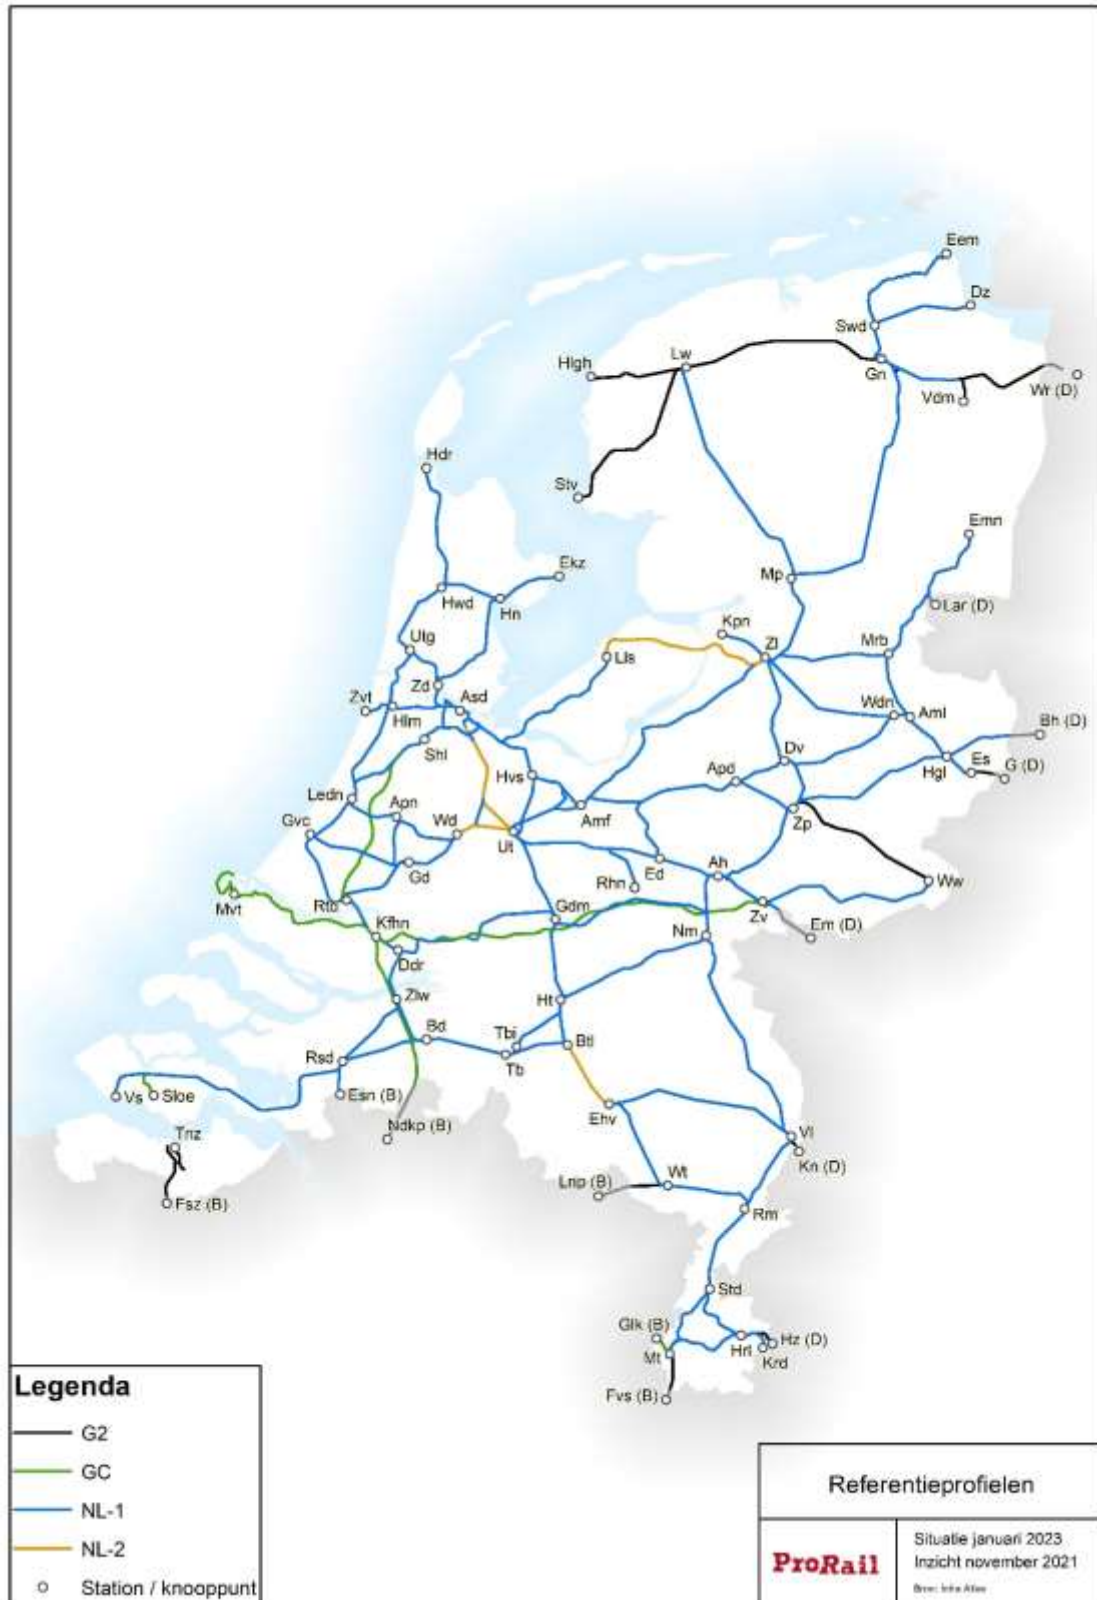 Eem
Dz
Swd
Lw
Hlgh
Gn
Wr (D)
Vdm
Hdr
Stv
Emn
Ekz
Mp
Hwd
Hn
Lar (D)
Kpn
Utg
Zl
Mrb
Lls
Zd
Zvt
Asd
Hlm
Wdn
Aml
Bh (D)
Shl
Dv
Es
Hvs
Apd
Hgl
G (D)
Ledn
Apn
Amf
Gvc
Wd
Zp
Ut
Gd
Ed
Ah
Ww
Rhn
Mvt
Rtd
Gdm
Zv
Kfhn
Nm
Em (D)
Ddr
Zlw
Ht
Bd
Tbi
Btl
Rsd
Tb
Vs
Sloe
Esn (B)
Ehv
Ndkp (B)
Tnz
Vl
Kn (D)
Lnp (B)
Wt
Fsz (B)
Rm
Std
Glk (B)
Hz (D)
Mt
Hrl
Krd
Fvs (B)
Legenda
G2
GC
NL-1
NL-2
Station / knooppunt
Referentieprofielen
ProRail
Situatie januari 2023
Inzicht november 2021
Bron: Infra Atlas